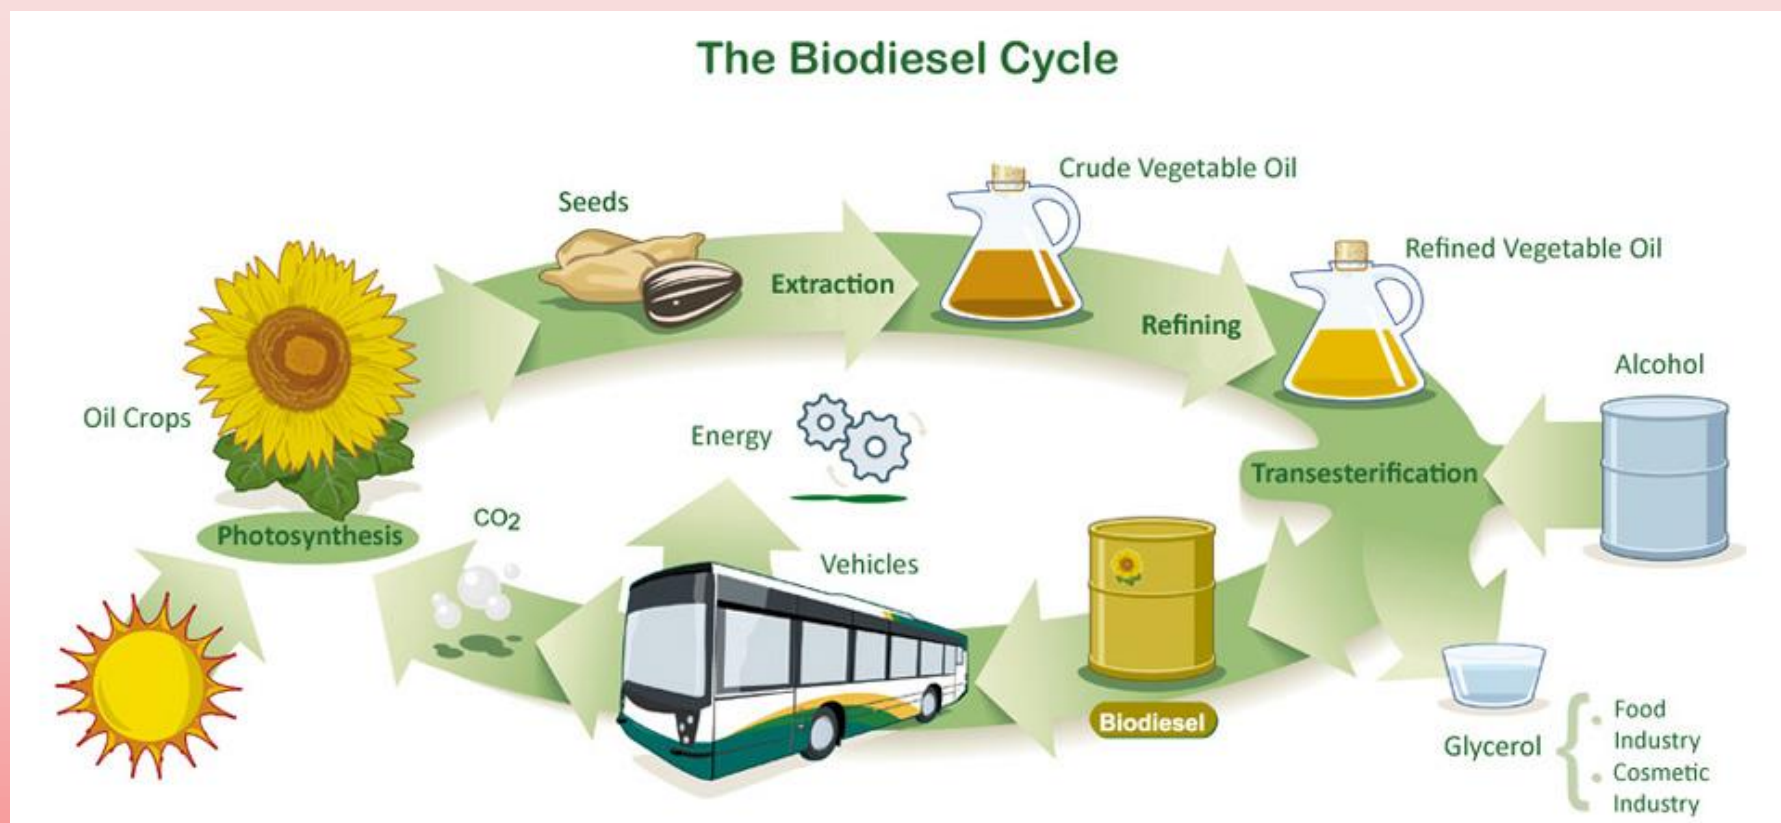 The Biodiesel Cycle
Crude Vegetable Oil
Seeds
Refined Vegetable Oil
Extraction
Refining
Alcohol
Oil Crops
Energy
Transesterification
CO2
Photosynthesis
Vehicles
Biodiesel
Glycerol
• Food
Industry
• Cosmetic
Industry